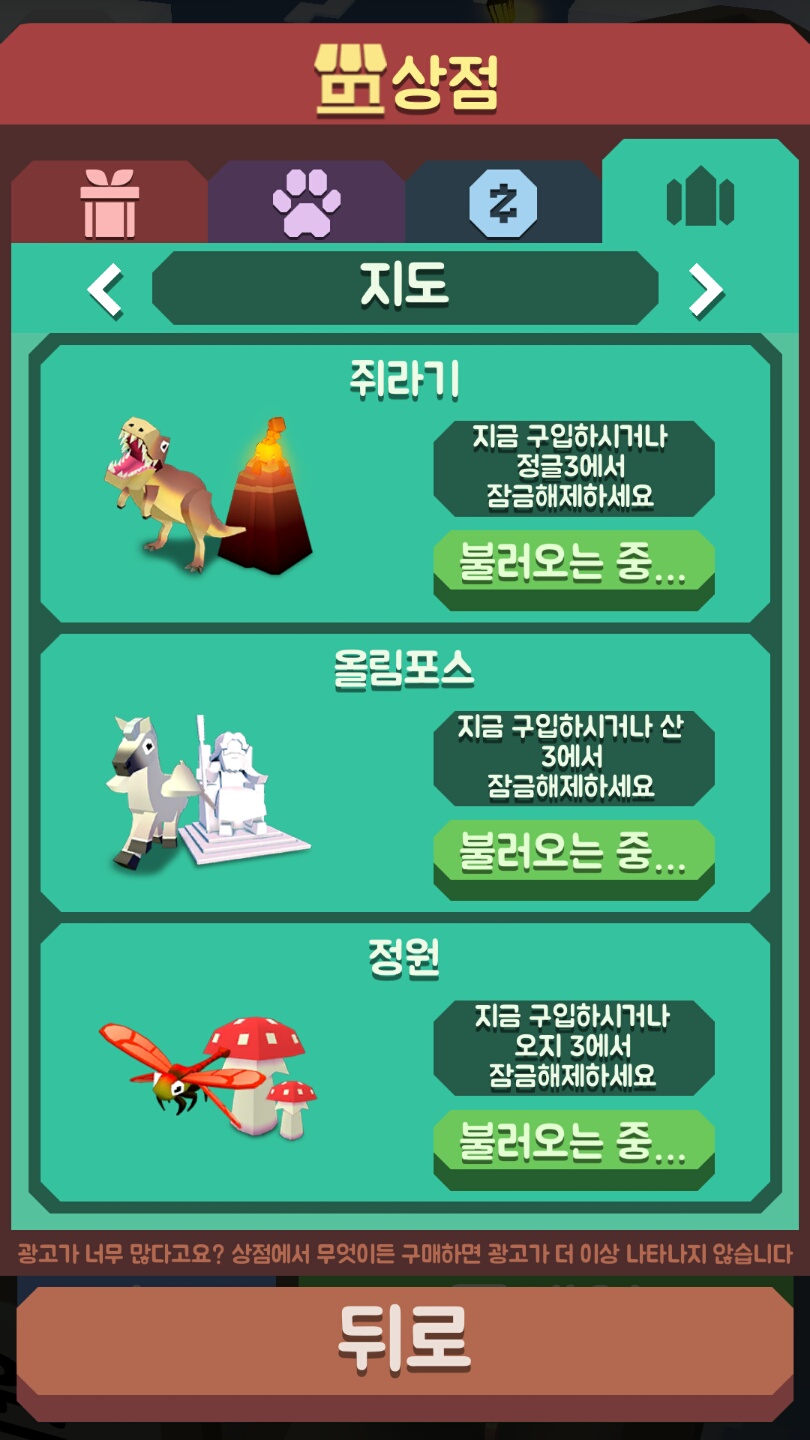 상점
지도
쥐라기
지금 구입하시거나
정글3에서
잠금해제하세요
불러오는 중...
올림포스
지금 구입하시거나 산
3에서
잠금해제하세요
불러오는 중...
정원
지금 구입하시거나
오지 3에서
잠금해제하세요
불러오는 중...
광고가 너무 많다고요? 상점에서 무엇이든 구매하면 광고가 더 이상 나타나지 않습니다
뒤로